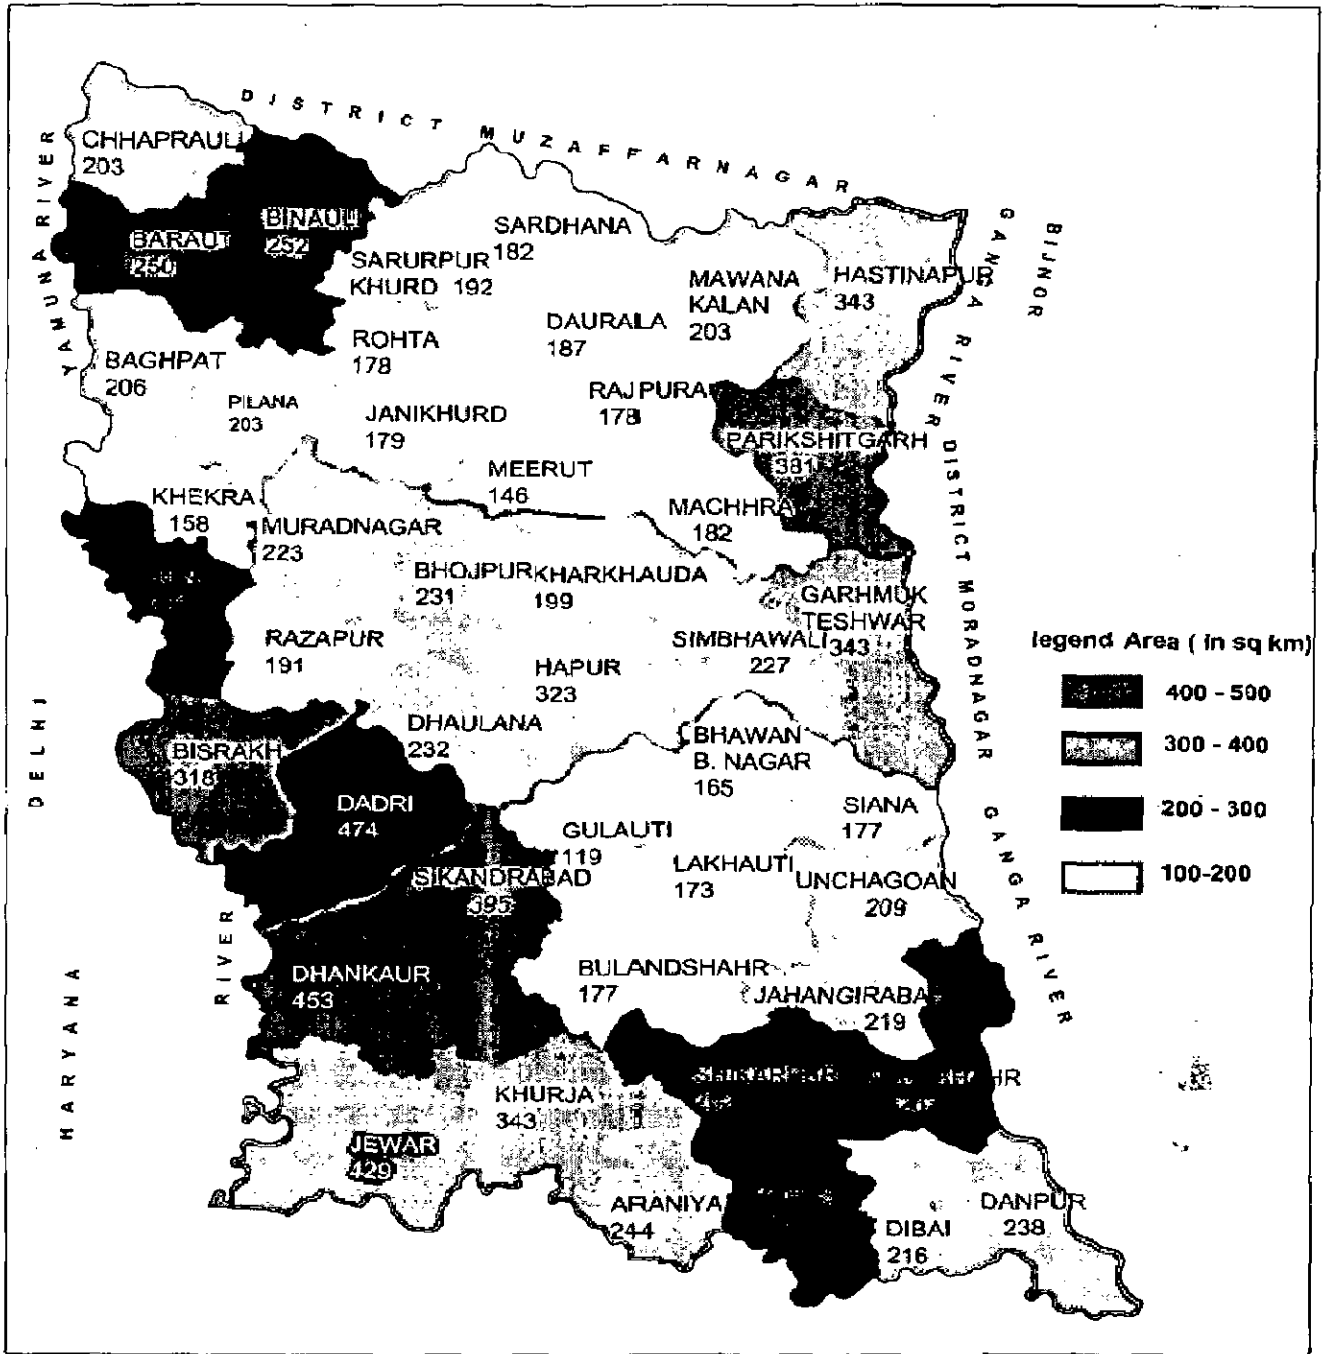 DISTRICT MUZAFFARNAGAR
YAMUNA RIVER
CHHAPRAULI
203
BINAULI
252
BARAUT
250
SARDHANA
182
SARURPUR
KHURD 192
MAWANA
KALAN
203
HASTINAPUR
343
GANGA RIVER
BIJNOR
DAURALA
187
ROHTA
178
BAGHPAT
206
PILANA
203
JANIKHURD
179
RAJPURA
178
PARIKSHITGARH
381
MEERUT
146
KHEKRA
158
MACHHRA
182
MURADNAGAR
223
BHOJPUR
231
KHARKHAUDA
199
GARHMUK
TESHWAR
343
DISTRICT MORADNAGAR
RAZAPUR
191
SIMBHAWALI
227
HAPUR
323
legend Area ( in sq km)
400 - 500
300 - 400
200 - 300
100-200
DELHI
DHAULANA
232
BISRAKH
318
BHAWAN
B. NAGAR
165
DADRI
474
SIANA
177
GULAUTI
119
LAKHAUTI
173
SIKANDRABAD
395
UNCHAGOAN
209
GANGA RIVER
RIVER
HARYANA
DHANKAUR
453
BULANDSHAHR
177
JAHANGIRABA
219
SHIKARPUR
KHURJA
343
JEWAR
429
ARANIYA
244
DIBAI
216
DANPUR
238